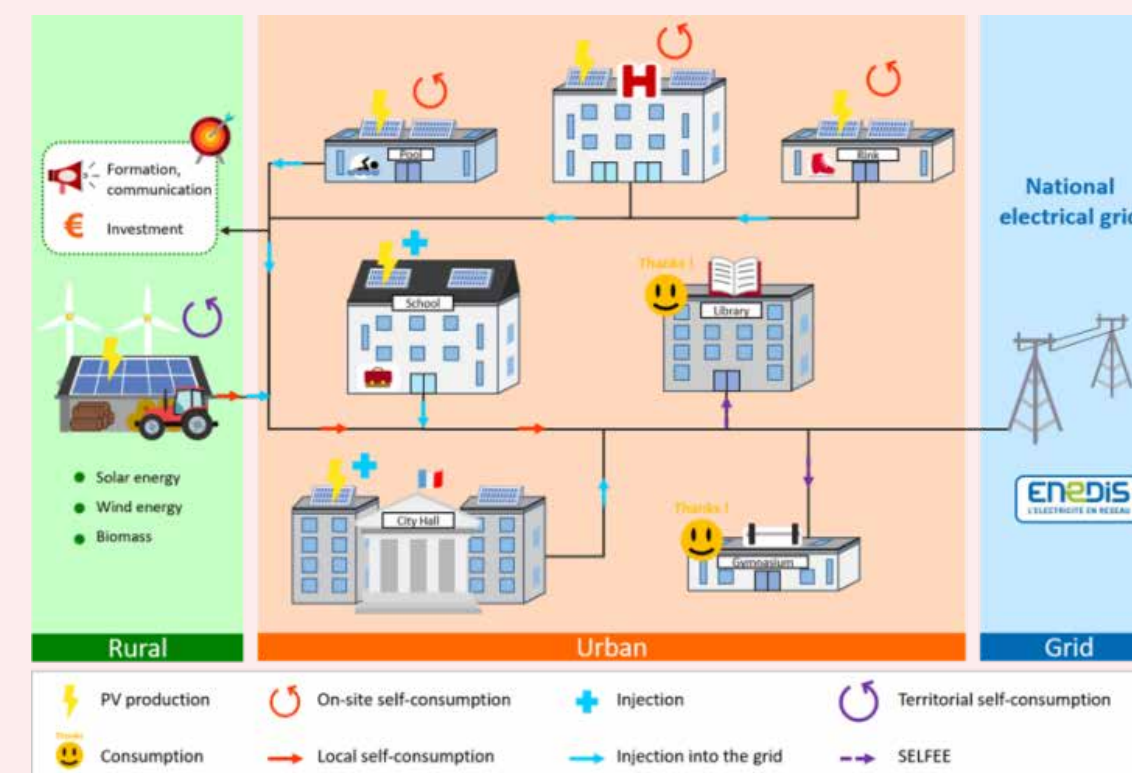 Formation,
communication
Investment
Pool
H
Rink
National
electrical grid
School
Thanks !
Library
Solar energy
Wind energy
Biomass
City Hall
Thanks !
Gymnasium
ENEDIS
L'ELECTRICITE EN RESEAU
Rural
Urban
Grid
PV production
On-site self-consumption
Injection
Territorial self-consumption
Thanks
Consumption
Local self-consumption
Injection into the grid
SELFEE